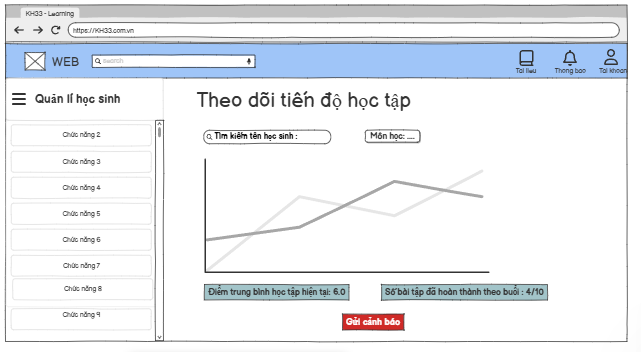 KH33 - Learning
https://KH33.com.vn
WEB
search
Tài liệu
Thông báo
Tài khoản
Quản lí học sinh
Theo dõi tiến độ học tập
Chức năng 2
Chức năng 3
Chức năng 4
Chức năng 5
Chức năng 6
Chức năng 7
Chức năng 8
Chức năng 9
Tìm kiếm tên học sinh :
Môn học: ....
Điểm trung bình học tập hiện tại: 6.0
Số bài tập đã hoàn thành theo buổi : 4/10
Gửi cảnh báo